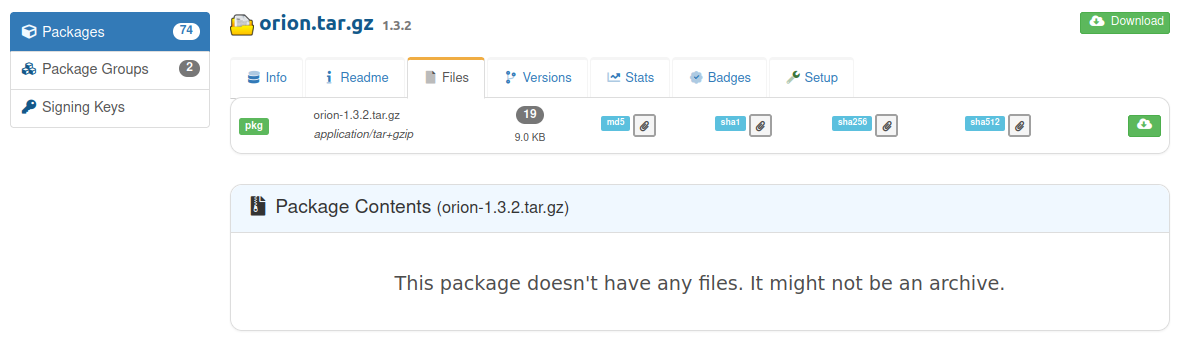 Packages 74
Package Groups 2
Signing Keys
orion.tar.gz 1.3.2
Download
Info Readme Files Versions Stats Badges Setup
pkg orion-1.3.2.tar.gz 19 md5 sha1 sha256 sha512
application/tar+gzip 9.0 KB
Package Contents (orion-1.3.2.tar.gz)
This package doesn't have any files. It might not be an archive.